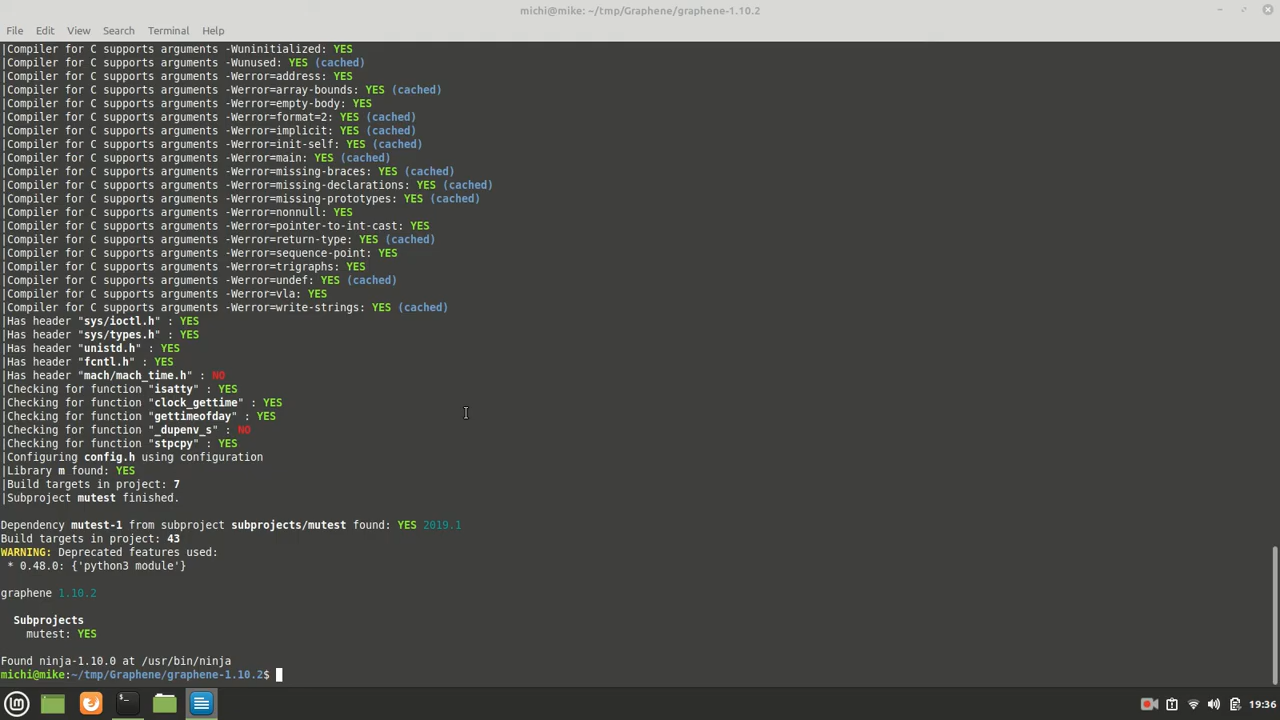 michi@mike: ~/tmp/Graphene/graphene-1.10.2
File Edit View Search Terminal Help
|Compiler for C supports arguments -Wuninitialized: YES
|Compiler for C supports arguments -Wunused: YES (cached)
|Compiler for C supports arguments -Werror=address: YES
|Compiler for C supports arguments -Werror=array-bounds: YES (cached)
|Compiler for C supports arguments -Werror=empty-body: YES
|Compiler for C supports arguments -Werror=format=2: YES (cached)
|Compiler for C supports arguments -Werror=implicit: YES (cached)
|Compiler for C supports arguments -Werror=init-self: YES (cached)
|Compiler for C supports arguments -Werror=main: YES (cached)
|Compiler for C supports arguments -Werror=missing-braces: YES (cached)
|Compiler for C supports arguments -Werror=missing-declarations: YES (cached)
|Compiler for C supports arguments -Werror=missing-prototypes: YES (cached)
|Compiler for C supports arguments -Werror=nonnull: YES
|Compiler for C supports arguments -Werror=pointer-to-int-cast: YES
|Compiler for C supports arguments -Werror=return-type: YES (cached)
|Compiler for C supports arguments -Werror=sequence-point: YES
|Compiler for C supports arguments -Werror=trigraphs: YES
|Compiler for C supports arguments -Werror=undef: YES (cached)
|Compiler for C supports arguments -Werror=vla: YES
|Compiler for C supports arguments -Werror=write-strings: YES (cached)
|Has header "sys/ioctl.h" : YES
|Has header "sys/types.h" : YES
|Has header "unistd.h" : YES
|Has header "fcntl.h" : YES
|Has header "mach/mach_time.h" : NO
|Checking for function "isatty" : YES
|Checking for function "clock_gettime" : YES
|Checking for function "gettimeofday" : YES
|Checking for function "_dupenv_s" : NO
|Checking for function "stpcpy" : YES
|Configuring config.h using configuration
|Library m found: YES
|Build targets in project: 7
|Subproject mutest finished.
Dependency mutest-1 from subproject subprojects/mutest found: YES 2019.1
Build targets in project: 43
WARNING: Deprecated features used:
* 0.48.0: {'python3 module'}
graphene 1.10.2
Subprojects
mutest: YES
Found ninja-1.10.0 at /usr/bin/ninja
michi@mike:~/tmp/Graphene/graphene-1.10.2$
19:36